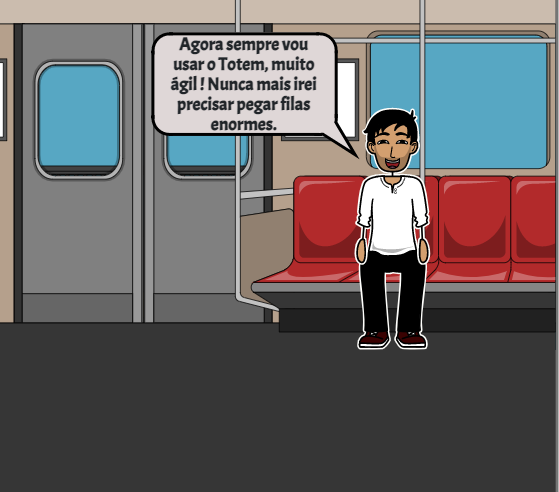 Agora sempre vou
usar o Totem, muito
ágil ! Nunca mais irei
precisar pegar filas
enormes.